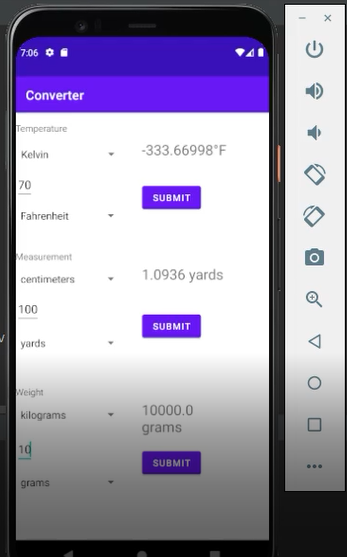 7:06
Converter
Temperature
Kelvin
-333.66998°F
70
SUBMIT
Fahrenheit
Measurement
centimeters
1.0936 yards
100
SUBMIT
yards
Weight
kilograms
10000.0
grams
10
SUBMIT
grams